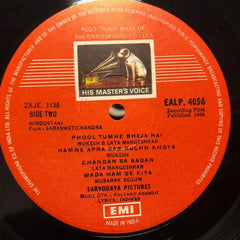 REGD. TRADE MARK OF
THE GRAMOPHONE CO. LTD.
HIS MASTER'S VOICE
2XJE. 1130
SIDE TWO
EALP. 4056
Recording First
Published 1968
HINDUSTANI
FILM: SARASWATICHANDRA
PHOOL TUMHE BHEJA HAI
MUKESH & LATA MANGESHKAR
HAMNE APNA SAB KUCHH KHOYA
MUKESH
CHANDAN SA BADAN
LATA MANGESHKAR
WADA HAM SE KIYA
MUBARAK BEGUM
SARVODAYA PICTURES
MUSIC DTN.: KALYANJI ANANDJI
LYRICS: INDIWAR
EMI
MADE IN INDIA